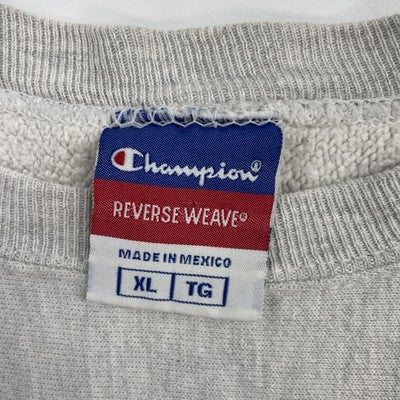 Champion®
REVERSE WEAVE®
MADE IN MEXICO
XL TG